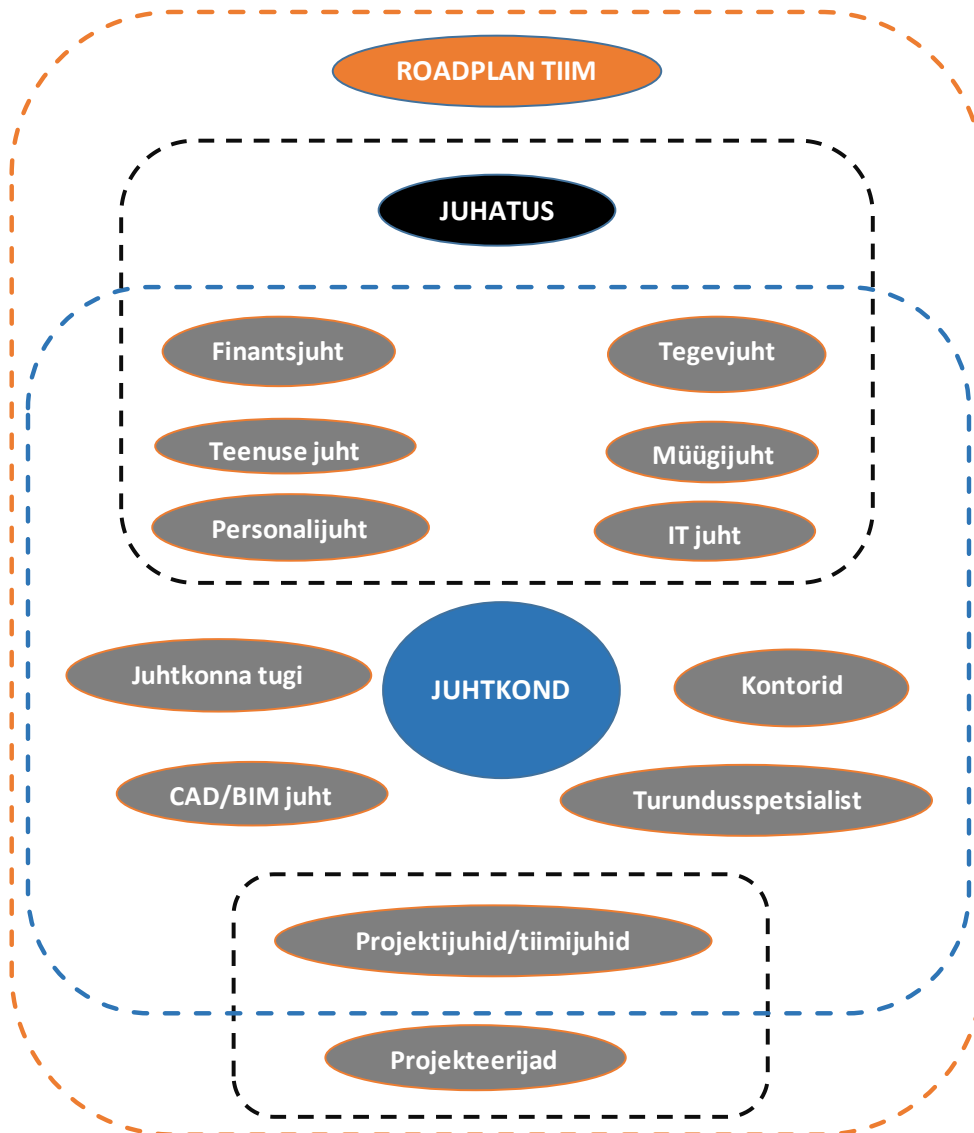 ROADPLAN TIIM
JUHATUS
Finantsjuht
Tegevjuht
Teenuse juht
Müügijuht
Personalijuht
IT juht
Juhtkonna tugi
JUHTKOND
Kontorid
CAD/BIM juht
Turundusspetsialist
Projektijuhid/tiimijuhid
Projekteerijad